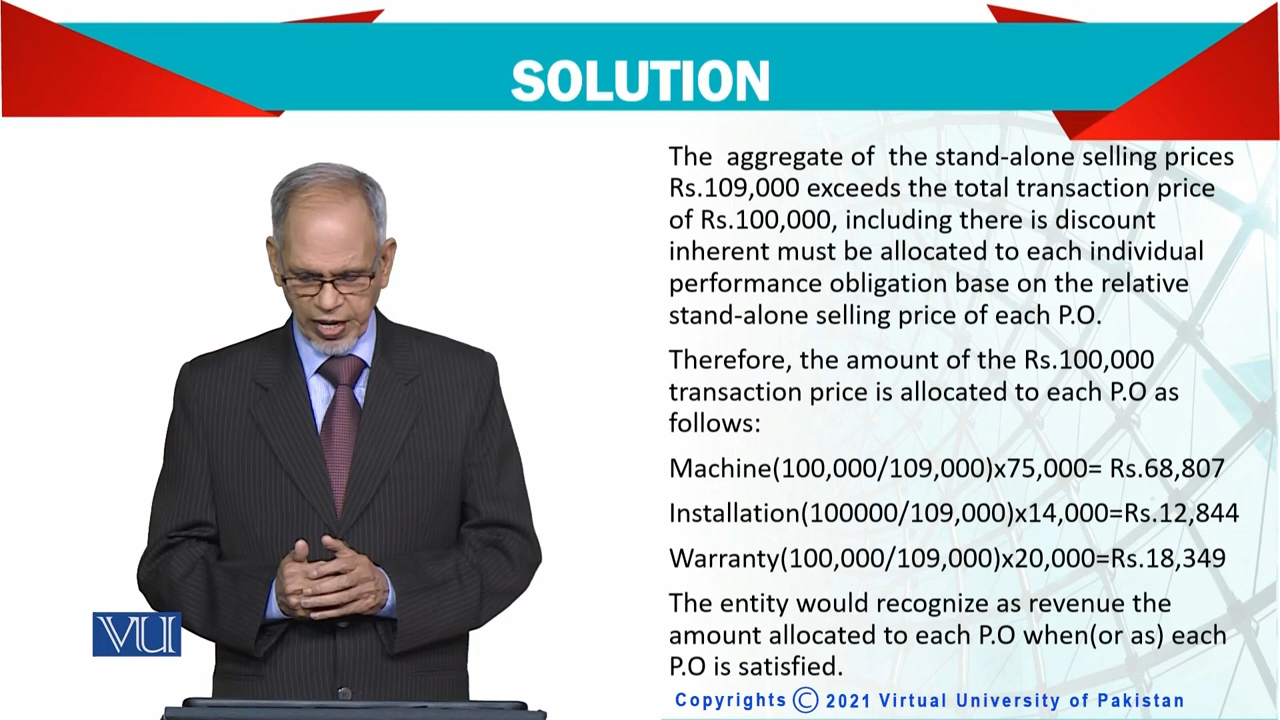 SOLUTION
The aggregate of the stand-alone selling prices
Rs.109,000 exceeds the total transaction price
of Rs.100,000, including there is discount
inherent must be allocated to each individual
performance obligation base on the relative
stand-alone selling price of each P.O.
Therefore, the amount of the Rs.100,000
transaction price is allocated to each P.O as
follows:
Machine(100,000/109,000)x75,000= Rs.68,807
Installation(100000/109,000)x14,000=Rs.12,844
Warranty(100,000/109,000)x20,000=Rs.18,349
The entity would recognize as revenue the
amount allocated to each P.O when(or as) each
P.O is satisfied.
VU
Copyrights © 2021 Virtual University of Pakistan